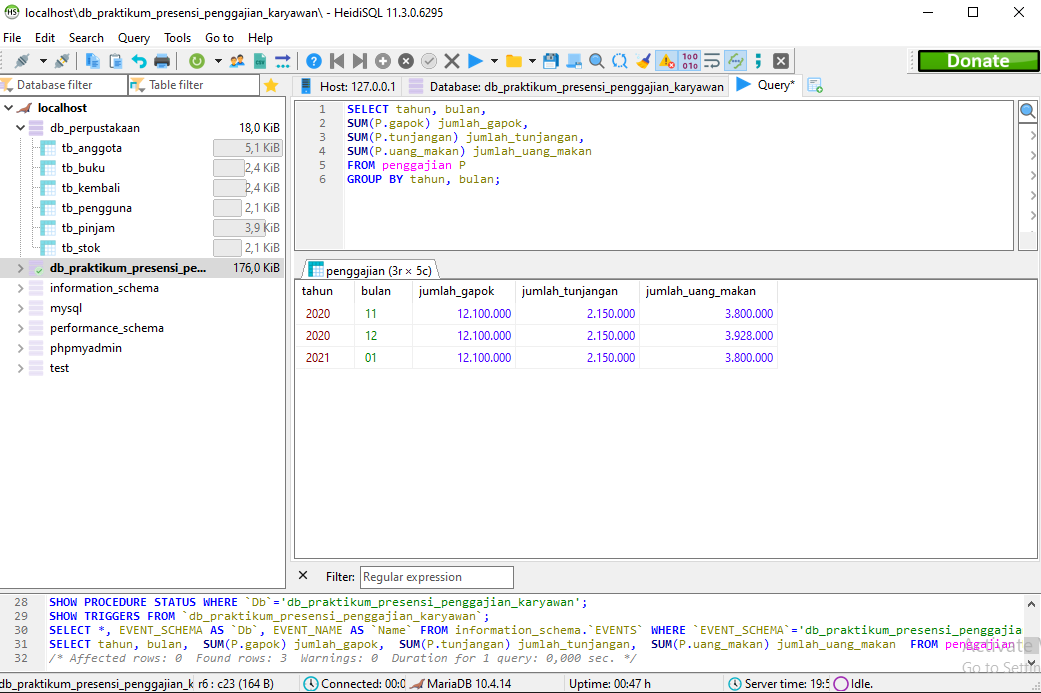 localhost\db_praktikum_presensi_penggajian_karyawan\ - HeidiSQL 11.3.0.6295
File Edit Search Query Tools Go to Help
Donate
Database filter
Table filter
Host: 127.0.0.1
Database: db_praktikum_presensi_penggajian_karyawan
Query*
localhost
db_perpustakaan 18,0 KiB
tb_anggota 5,1 KiB
tb_buku 2,4 KiB
tb_kembali 2,4 KiB
tb_pengguna 2,1 KiB
tb_pinjam 3,9 KiB
tb_stok 2,1 KiB
db_praktikum_presensi_pe... 176,0 KiB
information_schema
mysql
performance_schema
phpmyadmin
test
1 SELECT tahun, bulan,
2 SUM(P.gapok) jumlah_gapok,
3 SUM(P.tunjangan) jumlah_tunjangan,
4 SUM(P.uang_makan) jumlah_uang_makan
5 FROM penggajian P
6 GROUP BY tahun, bulan;
penggajian (3r × 5c)
tahun bulan jumlah_gapok jumlah_tunjangan jumlah_uang_makan
2020 11 12.100.000 2.150.000 3.800.000
2020 12 12.100.000 2.150.000 3.928.000
2021 01 12.100.000 2.150.000 3.800.000
Filter: Regular expression
28 SHOW PROCEDURE STATUS WHERE `Db`='db_praktikum_presensi_penggajian_karyawan';
29 SHOW TRIGGERS FROM `db_praktikum_presensi_penggajian_karyawan`;
30 SELECT *, EVENT_SCHEMA AS `Db`, EVENT_NAME AS `Name` FROM information_schema.`EVENTS` WHERE `EVENT_SCHEMA`='db_praktikum_presensi_penggajia
31 SELECT tahun, bulan, SUM(P.gapok) jumlah_gapok, SUM(P.tunjangan) jumlah_tunjangan, SUM(P.uang_makan) jumlah_uang_makan FROM penggajian
32 /* Affected rows: 0 Found rows: 3 Warnings: 0 Duration for 1 query: 0,000 sec. */
Activate
Go to Settin
db_praktikum_presensi_penggajian_k r6 : c23 (164 B) Connected: 00:0 MariaDB 10.4.14 Uptime: 00:47 h Server time: 19:5 Idle.